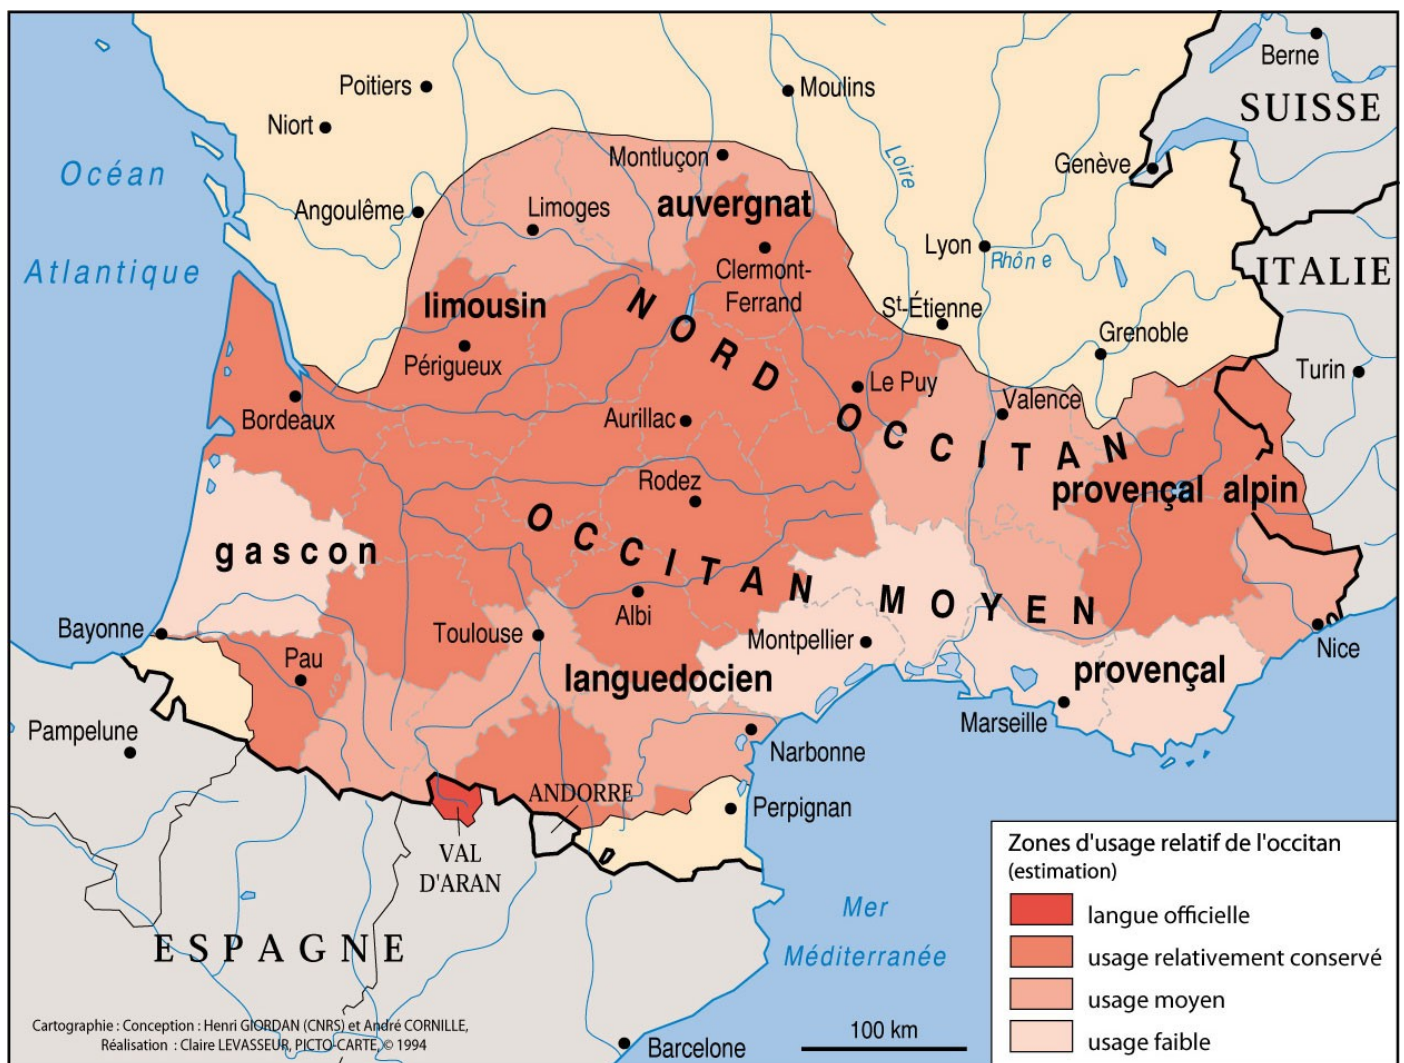 Berne
SUISSE
Poitiers
Moulins
Niort
Montluçon
Loire
Genève
Océan
Atlantique
Angoulême
Limoges
auvergnat
Lyon
Rhône
ITALIE
Clermont-
Ferrand
limousin
NORD OCCITAN
St-Étienne
Grenoble
Périgueux
Turin
Le Puy
Valence
Bordeaux
Aurillac
Rodez
provençal alpin
OCCITAN MOYEN
gascon
Albi
Bayonne
Toulouse
Montpellier
Nice
Pau
languedocien
provençal
Marseille
Pampelune
Narbonne
ANDORRE
Perpignan
VAL
D'ARAN
Mer
Méditerranée
ESPAGNE
Barcelone
100 km
Cartographie : Conception : Henri GIORDAN (CNRS) et André CORNILLE,
Réalisation : Claire LEVASSEUR, PICTO-CARTE, © 1994
Zones d'usage relatif de l'occitan
(estimation)
langue officielle
usage relativement conservé
usage moyen
usage faible